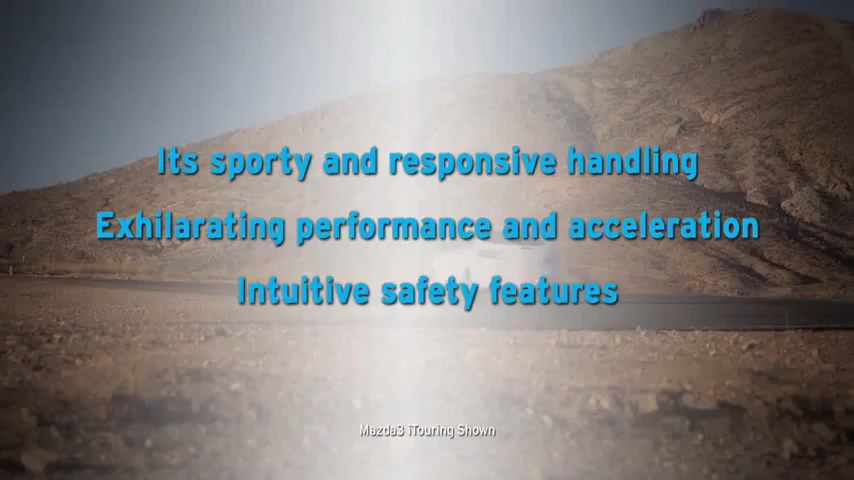 Its sporty and responsive handling
Exhilarating performance and acceleration
Intuitive safety features
Mazda3 iTouring Shown